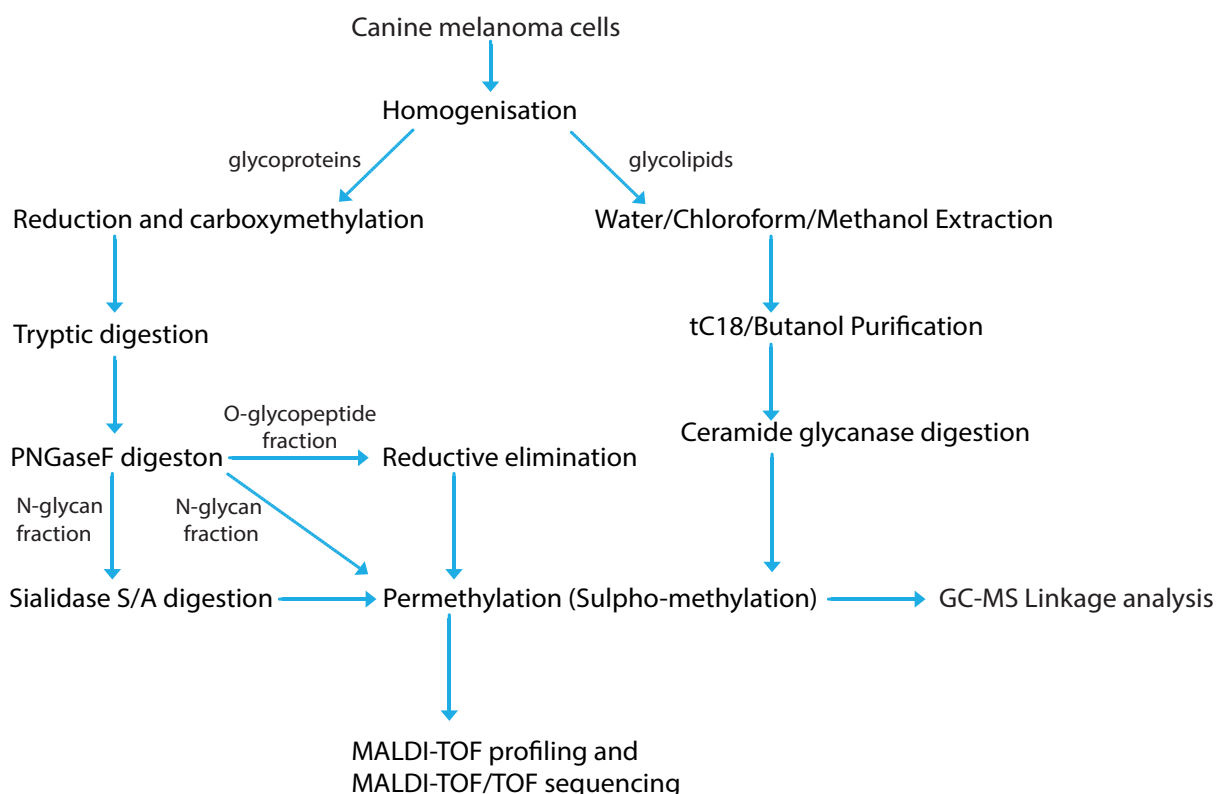 Canine melanoma cells
Homogenisation
glycoproteins
glycolipids
Reduction and carboxymethylation
Water/Chloroform/Methanol Extraction
Tryptic digestion
tC18/Butanol Purification
O-glycopeptide
fraction
Ceramide glycanase digestion
PNGaseF digeston
Reductive elimination
N-glycan
fraction
N-glycan
fraction
Sialidase S/A digestion
Permethylation (Sulpho-methylation)
GC-MS Linkage analysis
MALDI-TOF profiling and
MALDI-TOF/TOF sequencing